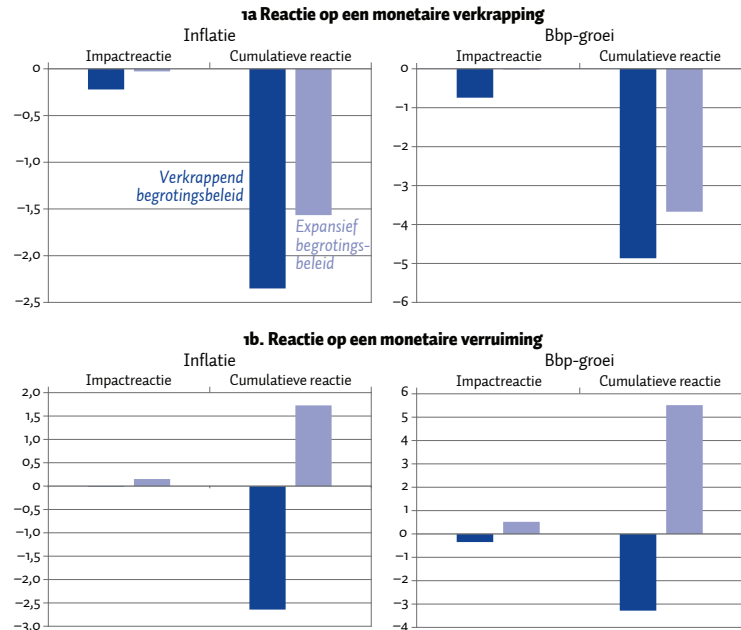 1a Reactie op een monetaire verkrapping
Inflatie
Impactreactie
Cumulatieve reactie
0
–0,5
–1,0
–1,5
–2,0
–2,5
Verkrappend
begrotingsbeleid
Expansief
begrotings-
beleid
Bbp-groei
Impactreactie
Cumulatieve reactie
0
–1
–2
–3
–4
–5
–6
1b. Reactie op een monetaire verruiming
Inflatie
Impactreactie
Cumulatieve reactie
2,0
1,5
1,0
0,5
0
–0,5
–1,0
–1,5
–2,0
–2,5
–3,0
Bbp-groei
Impactreactie
Cumulatieve reactie
6
5
4
3
2
1
0
–1
–2
–3
–4